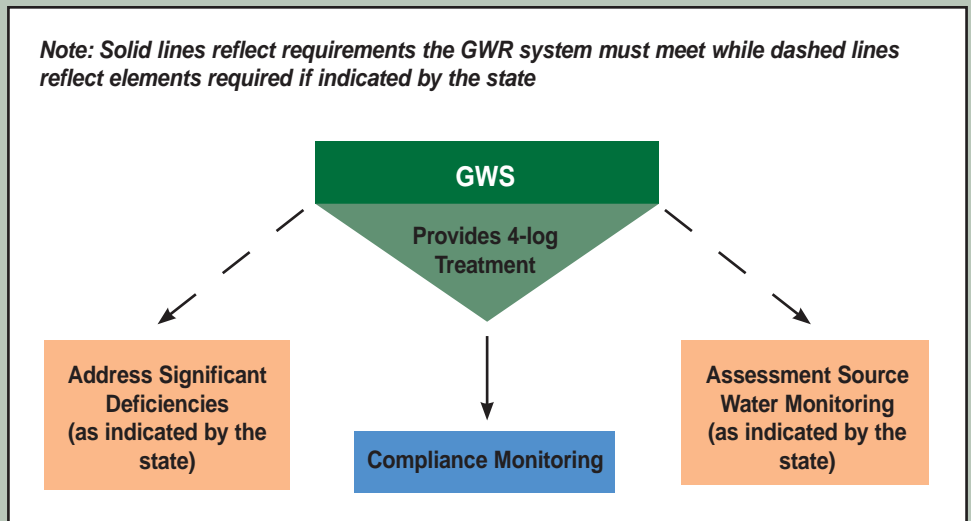 Note: Solid lines reflect requirements the GWR system must meet while dashed lines
reflect elements required if indicated by the state
GWS
Provides 4-log
Treatment
Address Significant
Deficiencies
(as indicated by the
state)
Compliance Monitoring
Assessment Source
Water Monitoring
(as indicated by the
state)